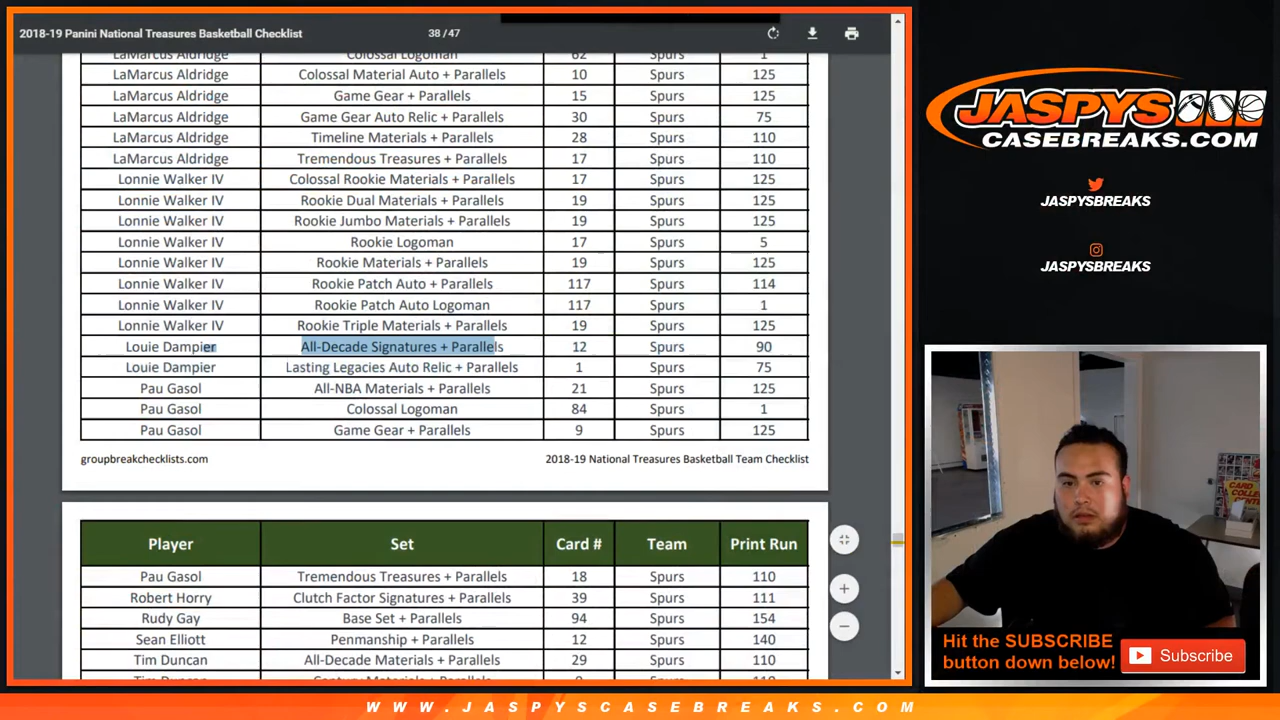 2018-19 Panini National Treasures Basketball Checklist 38 / 47
LaMarcus Aldridge Colossal Logoman 62 Spurs 1
LaMarcus Aldridge Colossal Material Auto + Parallels 10 Spurs 125
LaMarcus Aldridge Game Gear + Parallels 15 Spurs 125
LaMarcus Aldridge Game Gear Auto Relic + Parallels 30 Spurs 75
LaMarcus Aldridge Timeline Materials + Parallels 28 Spurs 110
LaMarcus Aldridge Tremendous Treasures + Parallels 17 Spurs 110
Lonnie Walker IV Colossal Rookie Materials + Parallels 17 Spurs 125
Lonnie Walker IV Rookie Dual Materials + Parallels 19 Spurs 125
Lonnie Walker IV Rookie Jumbo Materials + Parallels 19 Spurs 125
Lonnie Walker IV Rookie Logoman 17 Spurs 5
Lonnie Walker IV Rookie Materials + Parallels 19 Spurs 125
Lonnie Walker IV Rookie Patch Auto + Parallels 117 Spurs 114
Lonnie Walker IV Rookie Patch Auto Logoman 117 Spurs 1
Lonnie Walker IV Rookie Triple Materials + Parallels 19 Spurs 125
Louie Dampier All-Decade Signatures + Parallels 12 Spurs 90
Louie Dampier Lasting Legacies Auto Relic + Parallels 1 Spurs 75
Pau Gasol All-NBA Materials + Parallels 21 Spurs 125
Pau Gasol Colossal Logoman 84 Spurs 1
Pau Gasol Game Gear + Parallels 9 Spurs 125
groupbreakchecklists.com 2018-19 National Treasures Basketball Team Checklist
Player Set Card # Team Print Run
Pau Gasol Tremendous Treasures + Parallels 18 Spurs 110
Robert Horry Clutch Factor Signatures + Parallels 39 Spurs 111
Rudy Gay Base Set + Parallels 94 Spurs 154
Sean Elliott Penmanship + Parallels 12 Spurs 140
Tim Duncan All-Decade Materials + Parallels 29 Spurs 110
JASPYS
CASEBREAKS.COM
JASPYSBREAKS
JASPYSBREAKS
CARD
Hit the SUBSCRIBE
button down below!
Subscribe
WWW.JASPYSCASEBREAKS.COM